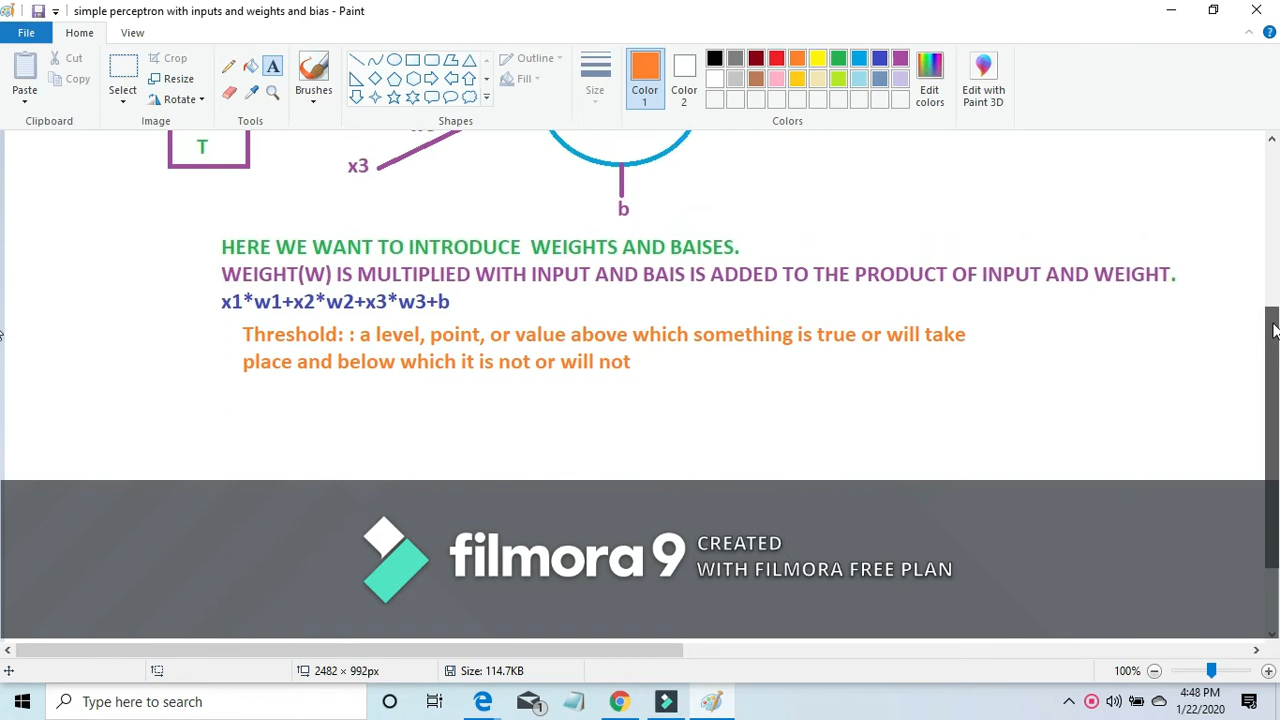 simple perceptron with inputs and weights and bias - Paint
File Home View
Paste
Cut
Copy
Clipboard
Select
Crop
Resize
Rotate
Image
A
Tools
Brushes
Outline
Fill
Shapes
Size
Color 1
Color 2
Edit colors
Colors
Edit with Paint 3D
T
x3
b
HERE WE WANT TO INTRODUCE WEIGHTS AND BAISES.
WEIGHT(W) IS MULTIPLIED WITH INPUT AND BAIS IS ADDED TO THE PRODUCT OF INPUT AND WEIGHT.
x1*w1+x2*w2+x3*w3+b
Threshold: : a level, point, or value above which something is true or will take
place and below which it is not or will not
filmora 9
CREATED
WITH FILMORA FREE PLAN
2482 × 992px
Size: 114.7KB
100%
Type here to search
1
4:48 PM
1/22/2020